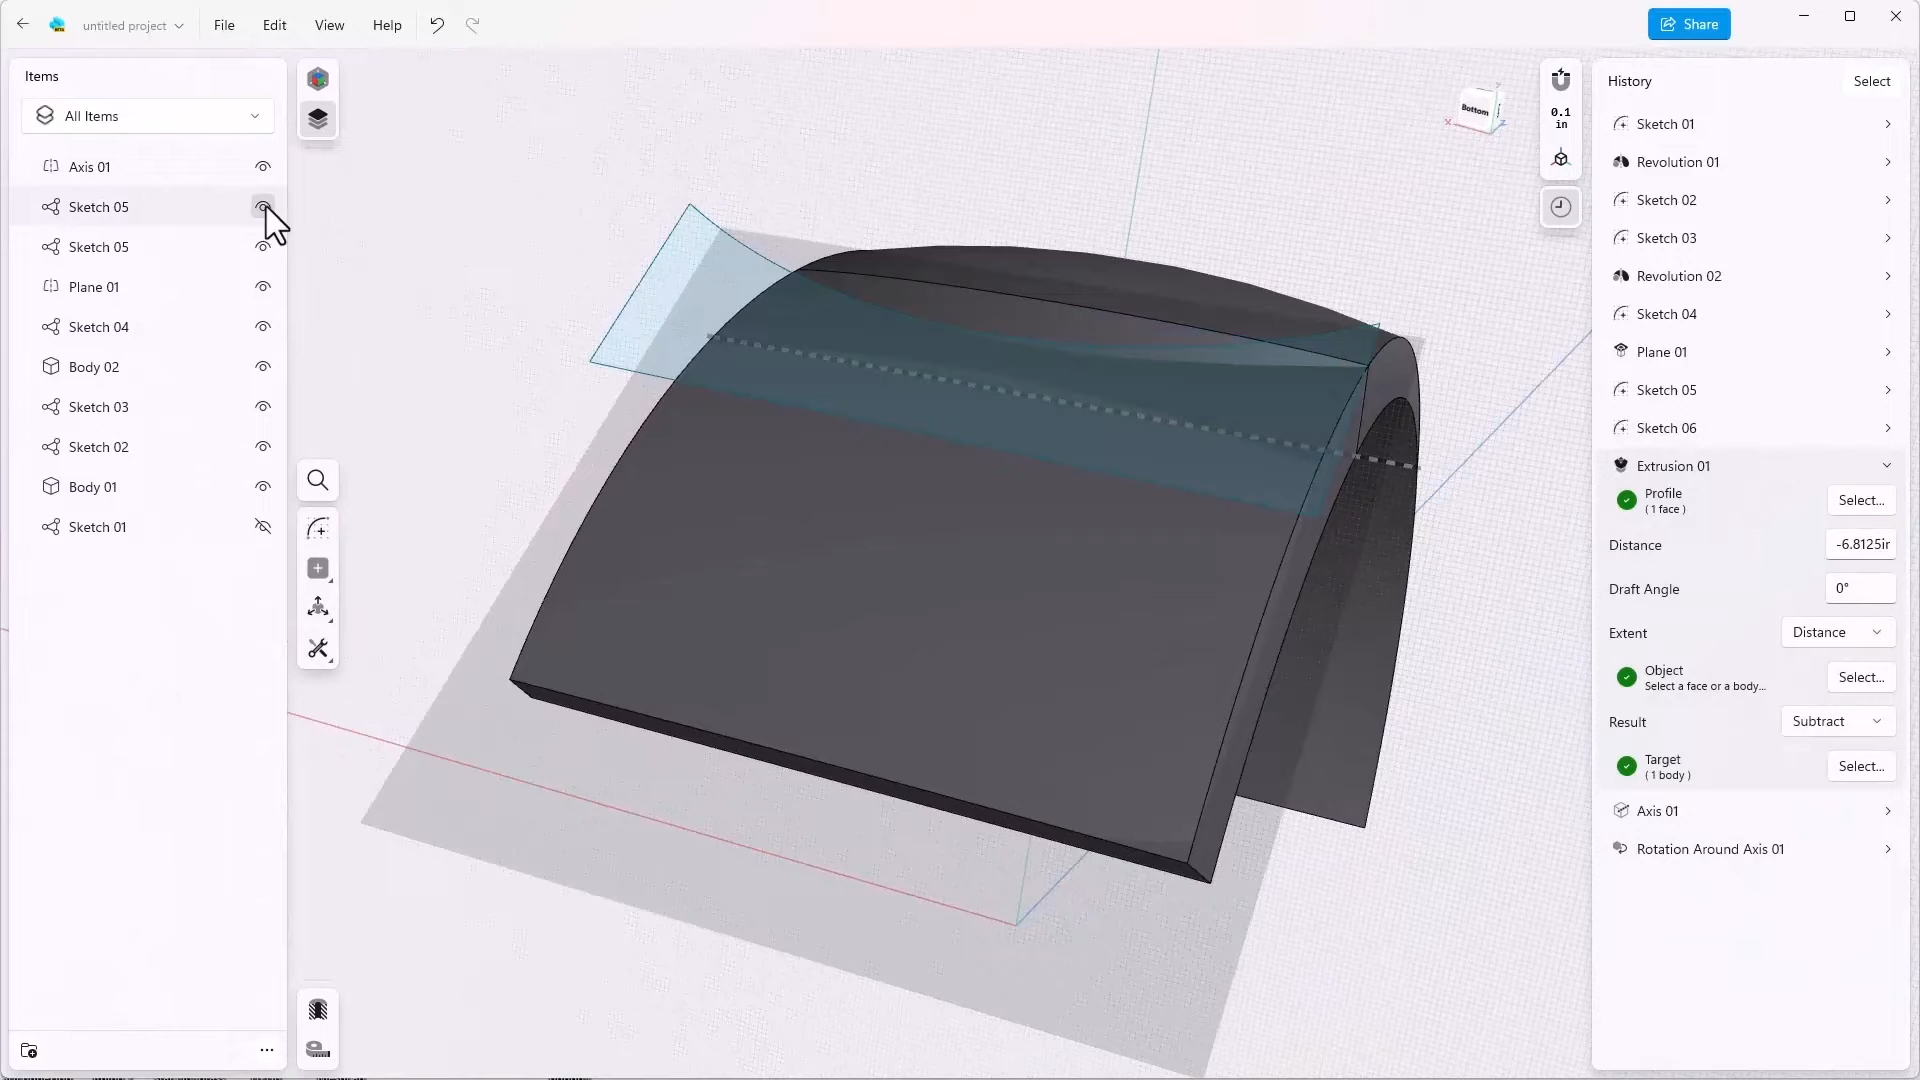 untitled project
File
Edit
View
Help
Share
Items
All Items
Axis 01
Sketch 05
Sketch 05
Plane 01
Sketch 04
Body 02
Sketch 03
Sketch 02
Body 01
Sketch 01
Bottom
X
Z
0.1
in
History
Select
Sketch 01
Revolution 01
Sketch 02
Sketch 03
Revolution 02
Sketch 04
Plane 01
Sketch 05
Sketch 06
Extrusion 01
Profile
( 1 face )
Select...
Distance
-6.8125in
Draft Angle
0°
Extent
Distance
Object
Select a face or a body...
Select...
Result
Subtract
Target
( 1 body )
Select...
Axis 01
Rotation Around Axis 01